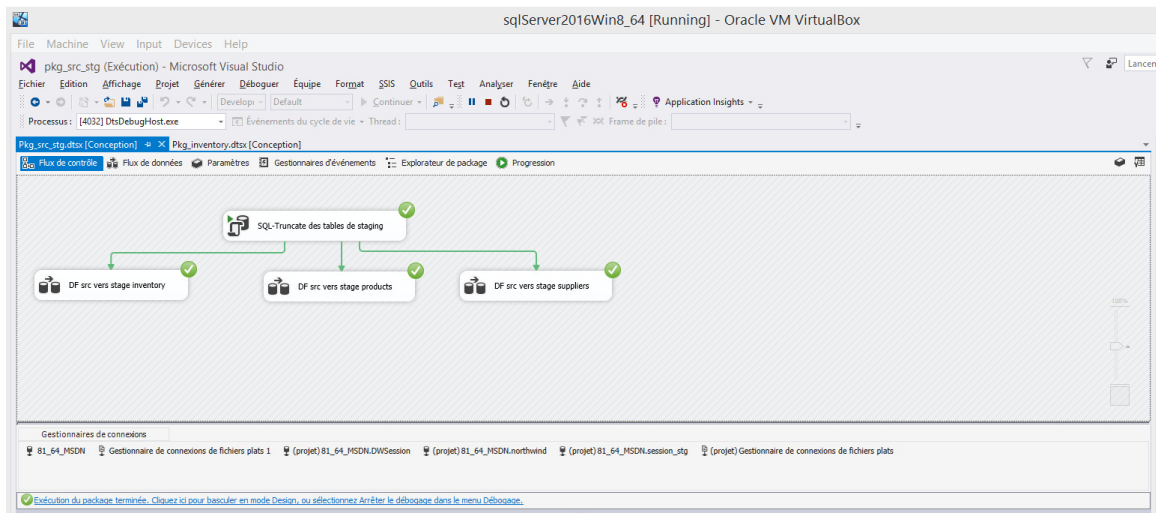 sqlServer2016Win8_64 [Running] - Oracle VM VirtualBox
File Machine View Input Devices Help
pkg_src_stg (Exécution) - Microsoft Visual Studio
Lancem
Fichier Edition Affichage Projet Générer Déboguer Équipe Format SSIS Outils Test Analyser Fenêtre Aide
Developı Default Continuer Application Insights
Processus : [4032] DtsDebugHost.exe Événements du cycle de vie Thread : Frame de pile :
Pkg_src_stg.dtsx [Conception] Pkg_inventory.dtsx [Conception]
Flux de contrôle Flux de données Paramètres Gestionnaires d'événements Explorateur de package Progression
SQL-Truncate des tables de staging
DF src vers stage inventory DF src vers stage products DF src vers stage suppliers
100%
Gestionnaires de connexions
81_64_MSDN Gestionnaire de connexions de fichiers plats 1 (projet) 81_64_MSDN.DWSession (projet) 81_64_MSDN.northwind (projet) 81_64_MSDN.session_stg (projet) Gestionnaire de connexions de fichiers plats
Exécution du package terminée. Cliquez ici pour basculer en mode Design, ou sélectionnez Arrêter le débogage dans le menu Débogage.